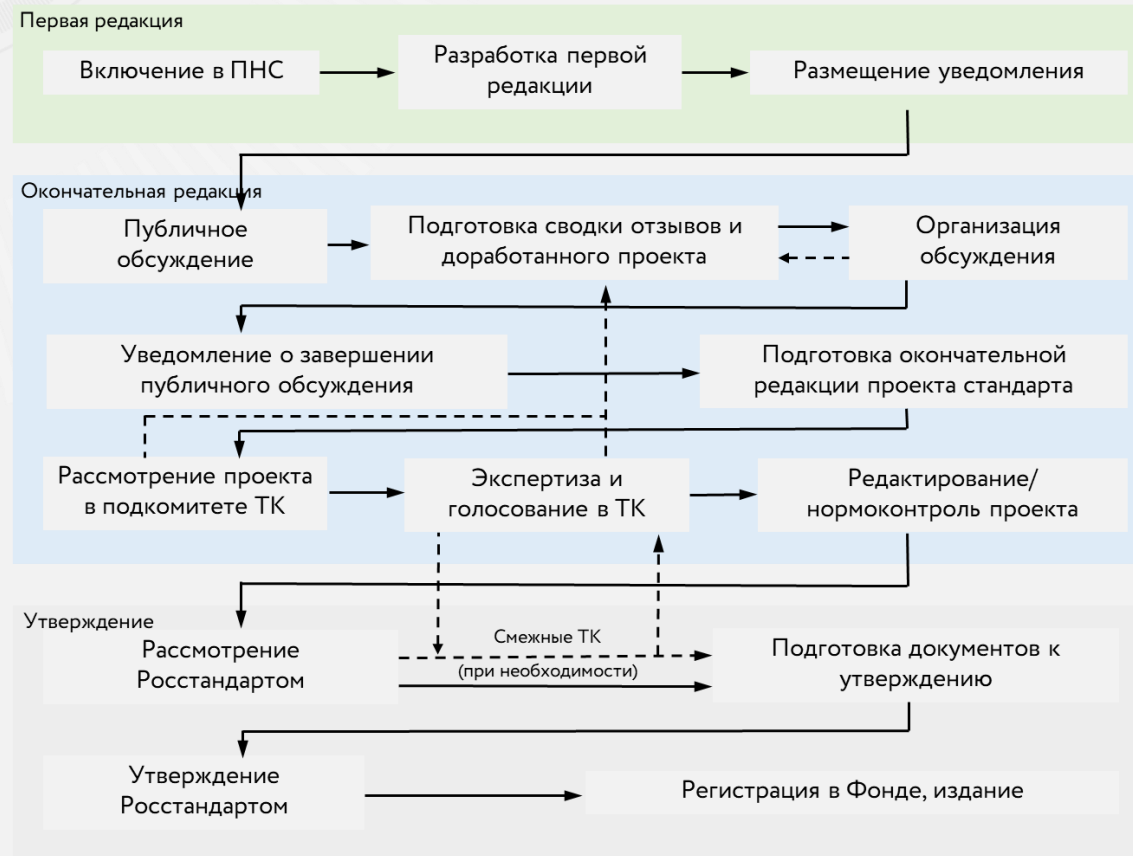 Первая редакция
Включение в ПНС
Разработка первой
редакции
Размещение уведомления
Окончательная редакция
Публичное
обсуждение
Подготовка сводки отзывов и
доработанного проекта
Организация
обсуждения
Уведомление о завершении
публичного обсуждения
Подготовка окончательной
редакции проекта стандарта
Рассмотрение проекта
в подкомитете ТК
Экспертиза и
голосование в ТК
Редактирование/
нормоконтроль проекта
Утверждение
Рассмотрение
Росстандартом
Смежные ТК
(при необходимости)
Подготовка документов к
утверждению
Утверждение
Росстандартом
Регистрация в Фонде, издание